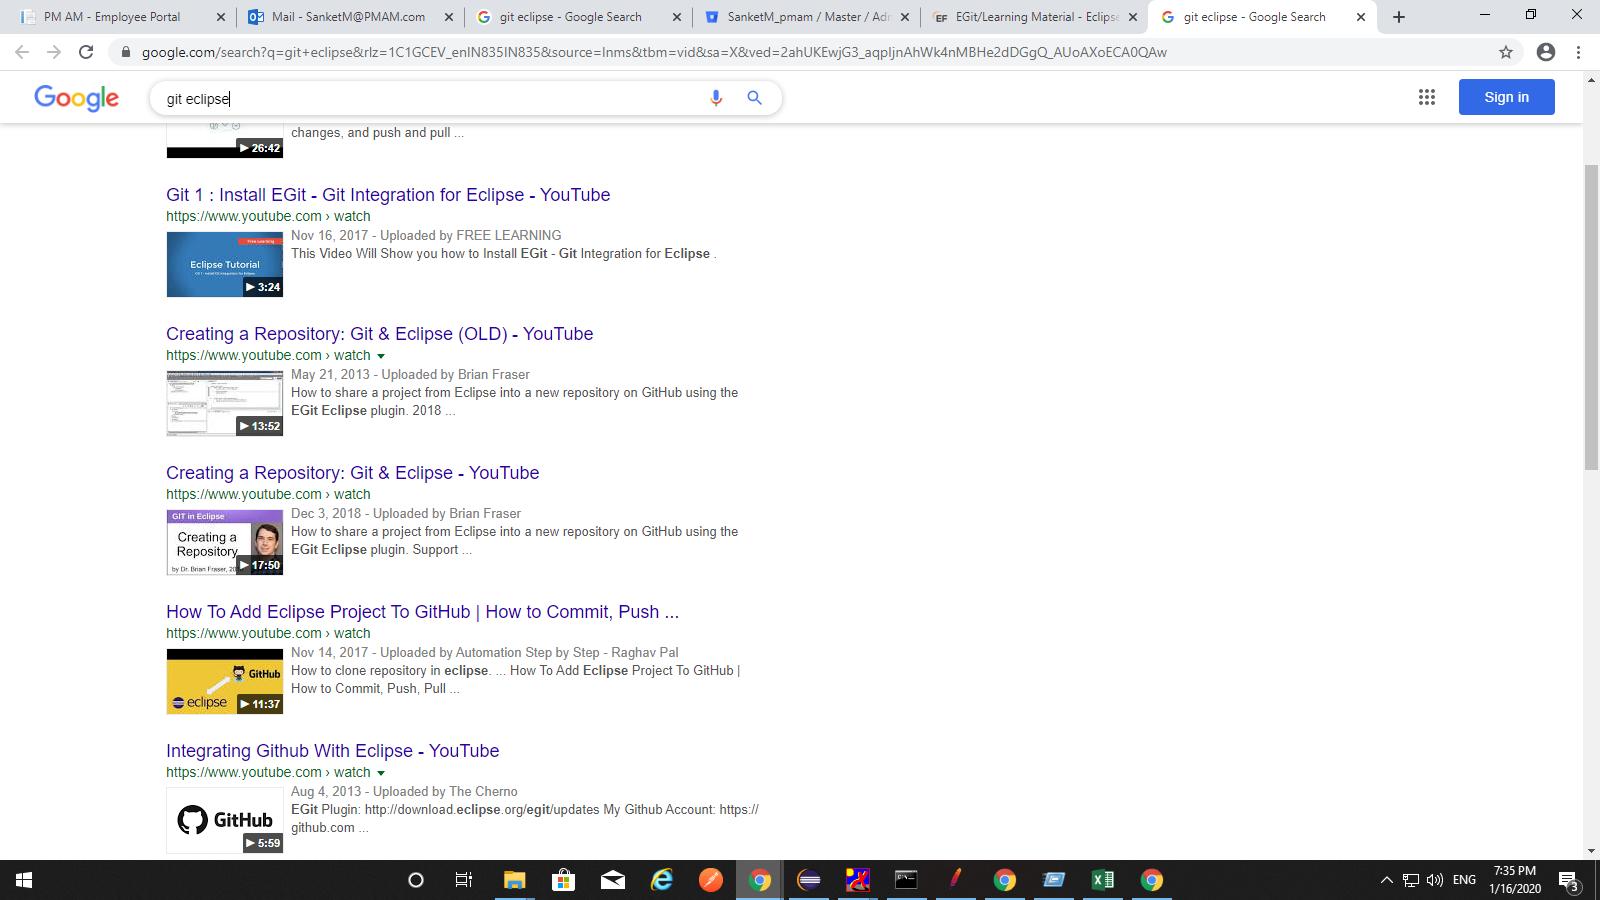 PM AM - Employee Portal
Mail - SanketM@PMAM.com
git eclipse - Google Search
SanketM_pmam / Master / Adm
EGit/Learning Material - Eclipse
git eclipse - Google Search
google.com/search?q=git+eclipse&rlz=1C1GCEV_enIN835IN835&source=lnms&tbm=vid&sa=X&ved=2ahUKEwjG3_aqpIjnAhWk4nMBHe2dDGgQ_AUoAXoECA0QAw
Google
git eclipse
Sign in
changes, and push and pull ...
26:42
Git 1 : Install EGit - Git Integration for Eclipse - YouTube
https://www.youtube.com › watch
Nov 16, 2017 - Uploaded by FREE LEARNING
This Video Will Show you how to Install EGit - Git Integration for Eclipse .
Free Learning
Eclipse Tutorial
3:24
Creating a Repository: Git & Eclipse (OLD) - YouTube
https://www.youtube.com › watch
May 21, 2013 - Uploaded by Brian Fraser
How to share a project from Eclipse into a new repository on GitHub using the
EGit Eclipse plugin. 2018 ...
13:52
Creating a Repository: Git & Eclipse - YouTube
https://www.youtube.com › watch
Dec 3, 2018 - Uploaded by Brian Fraser
How to share a project from Eclipse into a new repository on GitHub using the
EGit Eclipse plugin. Support ...
GIT in Eclipse
Creating a
Repository
by Dr. Brian Fraser, 20
17:50
How To Add Eclipse Project To GitHub | How to Commit, Push ...
https://www.youtube.com › watch
Nov 14, 2017 - Uploaded by Automation Step by Step - Raghav Pal
How to clone repository in eclipse. ... How To Add Eclipse Project To GitHub |
How to Commit, Push, Pull ...
GitHub
eclipse
11:37
Integrating Github With Eclipse - YouTube
https://www.youtube.com › watch
Aug 4, 2013 - Uploaded by The Cherno
EGit Plugin: http://download.eclipse.org/egit/updates My Github Account: https://
github.com ...
GitHub
5:59
ENG
7:35 PM
1/16/2020
3